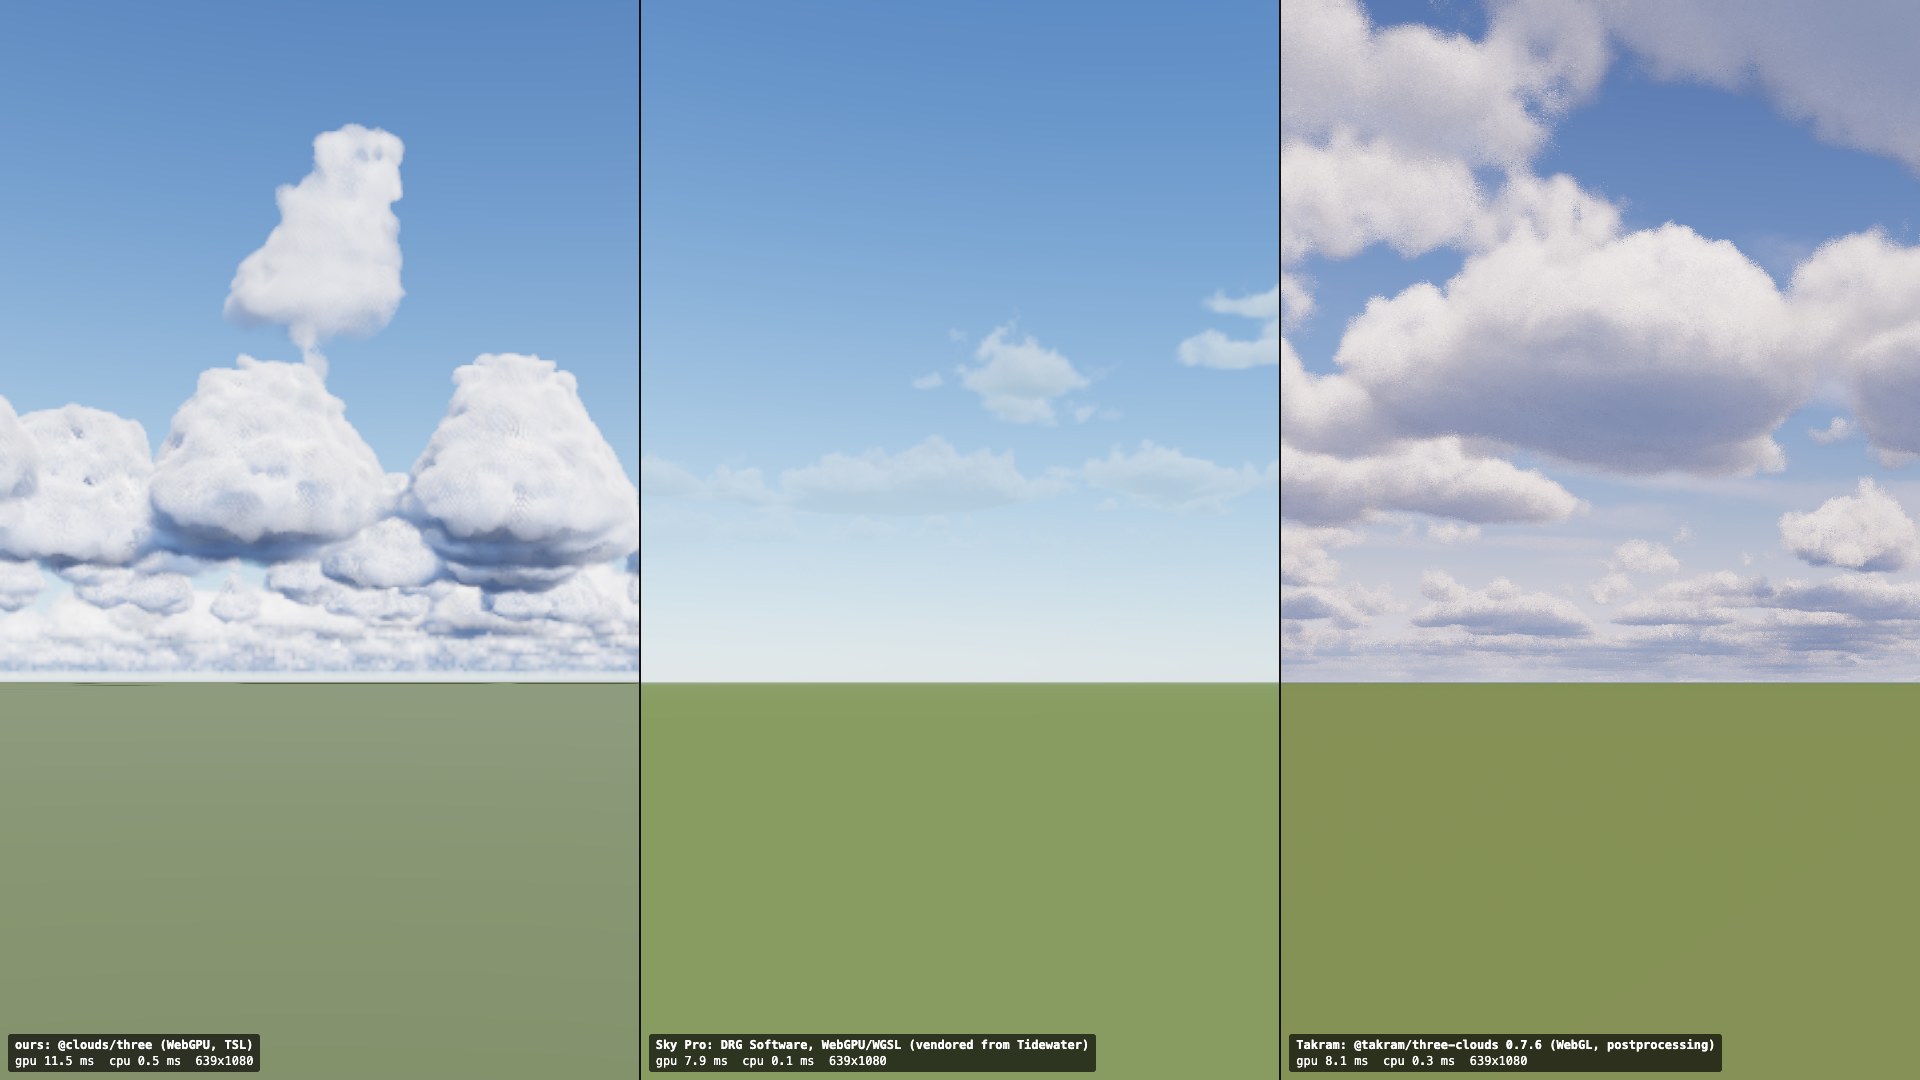 ours: @clouds/three (WebGPU, TSL)
gpu 11.5 ms  cpu 0.5 ms  639x1080
Sky Pro: DRG Software, WebGPU/WGSL (vendored from Tidewater)
gpu 7.9 ms  cpu 0.1 ms  639x1080
Takram: @takram/three-clouds 0.7.6 (WebGL, postprocessing)
gpu 8.1 ms  cpu 0.3 ms  639x1080